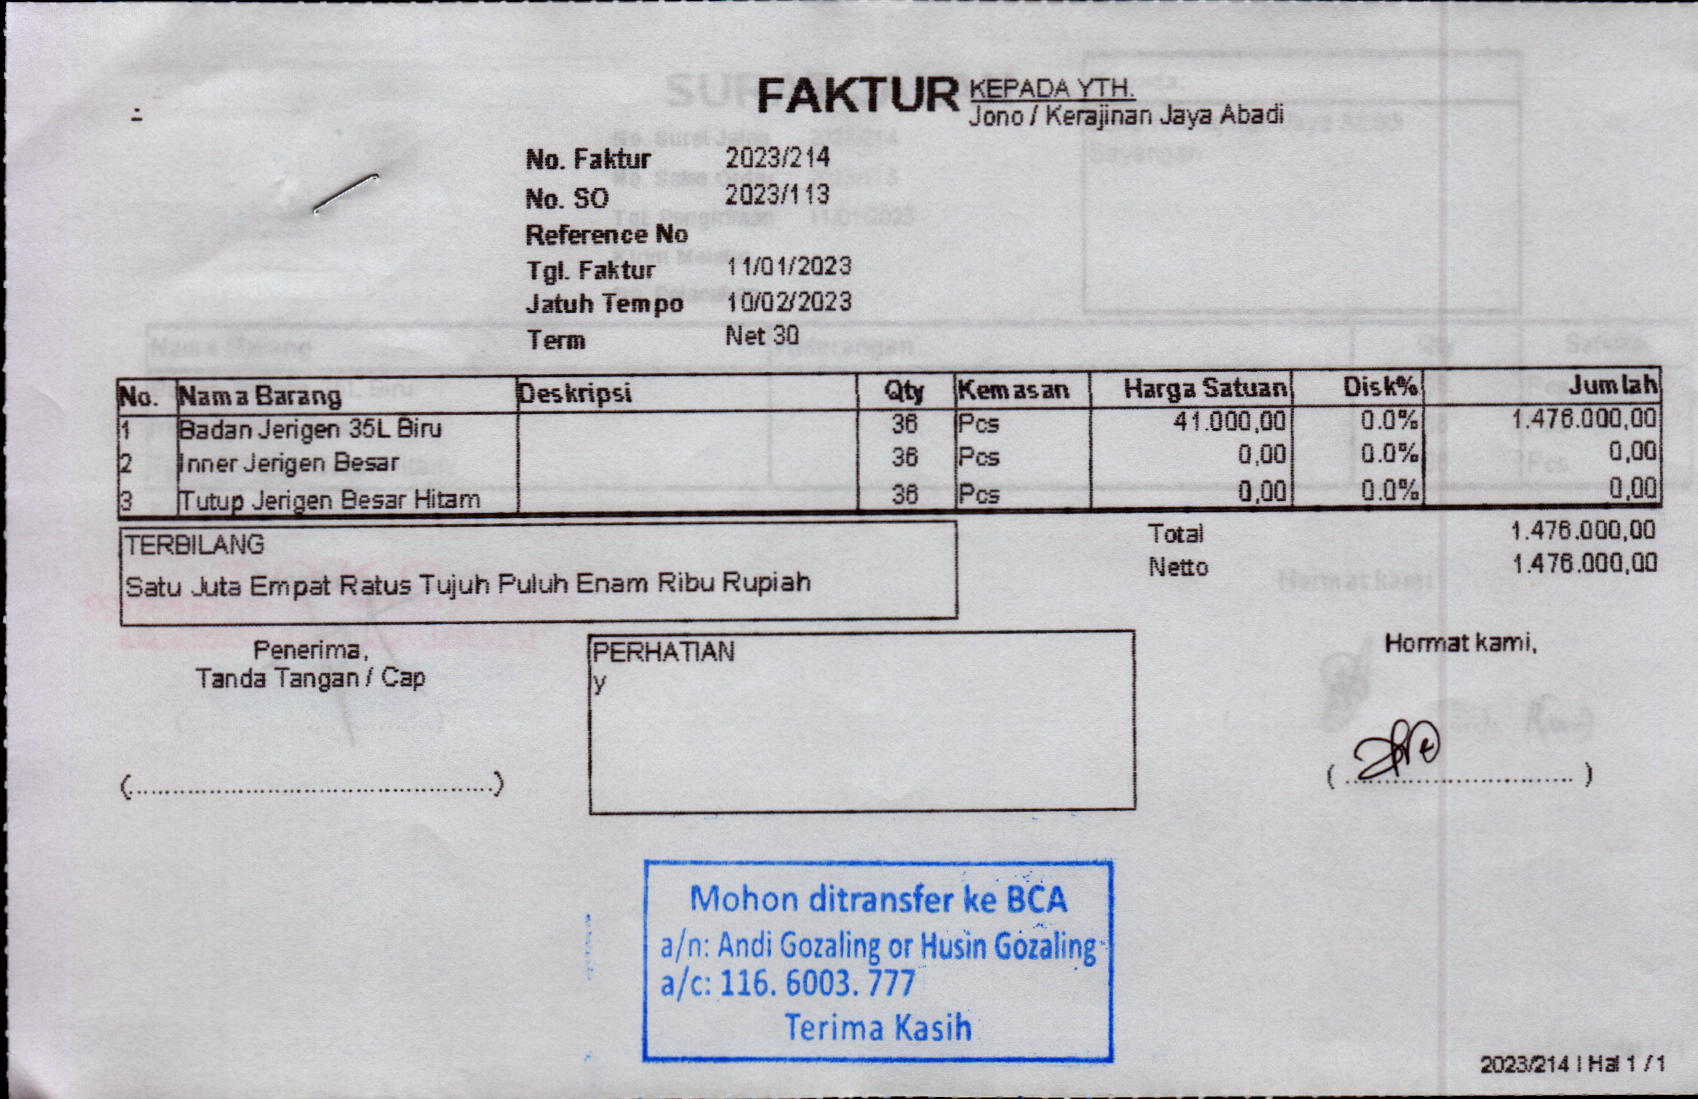 FAKTUR
KEPADA YTH.
Jono / Kerajinan Jaya Abadi
No. Faktur 2023/214
No. SO 2023/113
Reference No
Tgl. Faktur 11/01/2023
Jatuh Tempo 10/02/2023
Term Net 30
No. Nama Barang Deskripsi Qty Kemasan Harga Satuan Disk% Jumlah
1 Badan Jerigen 35L Biru 36 Pcs 41.000,00 0.0% 1.476.000,00
2 Inner Jerigen Besar 36 Pcs 0,00 0.0% 0,00
3 Tutup Jerigen Besar Hitam 36 Pcs 0,00 0.0% 0,00
Total 1.476.000,00
Netto 1.476.000,00
TERBILANG
Satu Juta Empat Ratus Tujuh Puluh Enam Ribu Rupiah
Penerima,
Tanda Tangan / Cap
(..............................................)
PERHATIAN
y
Hormat kami,
( .............................. )
Mohon ditransfer ke BCA
a/n: Andi Gozaling or Husin Gozaling
a/c: 116. 6003. 777
Terima Kasih
2023/214 | Hal 1 / 1